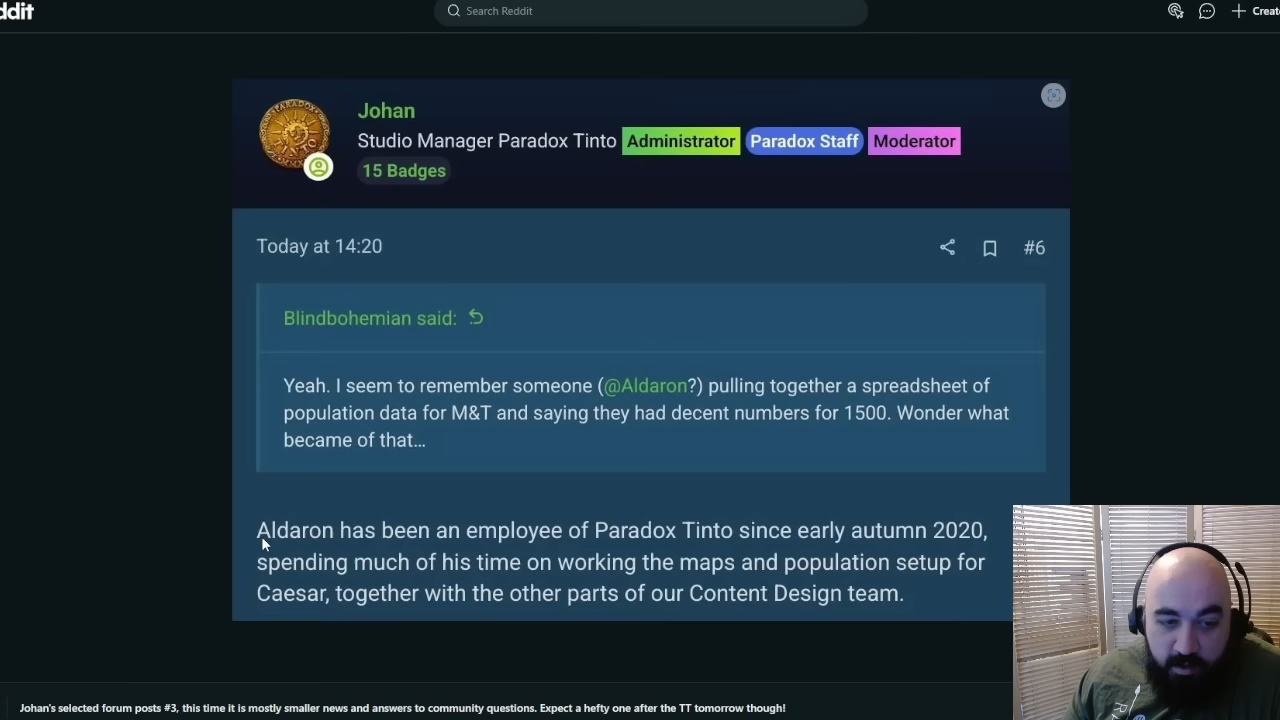 ddit
Search Reddit
Create
Johan
Studio Manager Paradox Tinto Administrator Paradox Staff Moderator
15 Badges
Today at 14:20
#6
Blindbohemian said:
Yeah. I seem to remember someone (@Aldaron?) pulling together a spreadsheet of
population data for M&T and saying they had decent numbers for 1500. Wonder what
became of that...
Aldaron has been an employee of Paradox Tinto since early autumn 2020,
spending much of his time on working the maps and population setup for
Caesar, together with the other parts of our Content Design team.
Johan's selected forum posts #3, this time it is mostly smaller news and answers to community questions. Expect a hefty one after the TT tomorrow though!